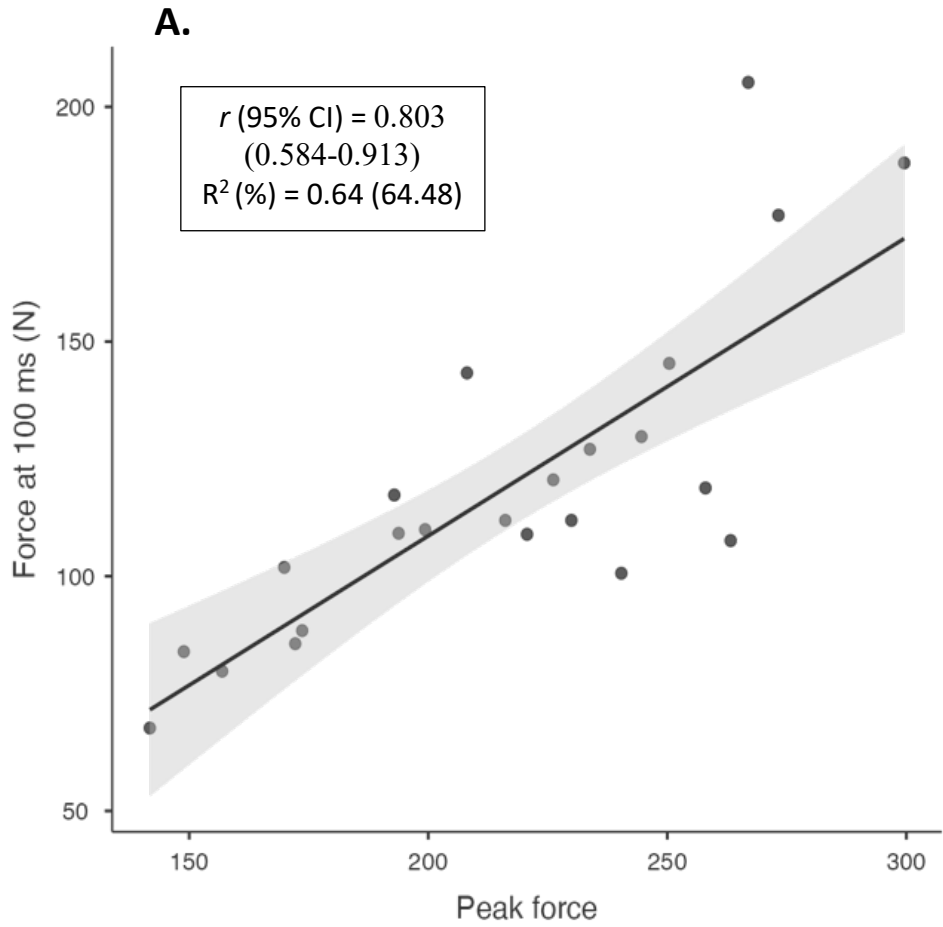 A.
r (95% CI) = 0.803
(0.584-0.913)
R² (%) = 0.64 (64.48)
Force at 100 ms (N)
200
150
100
50
150
200
250
300
Peak force